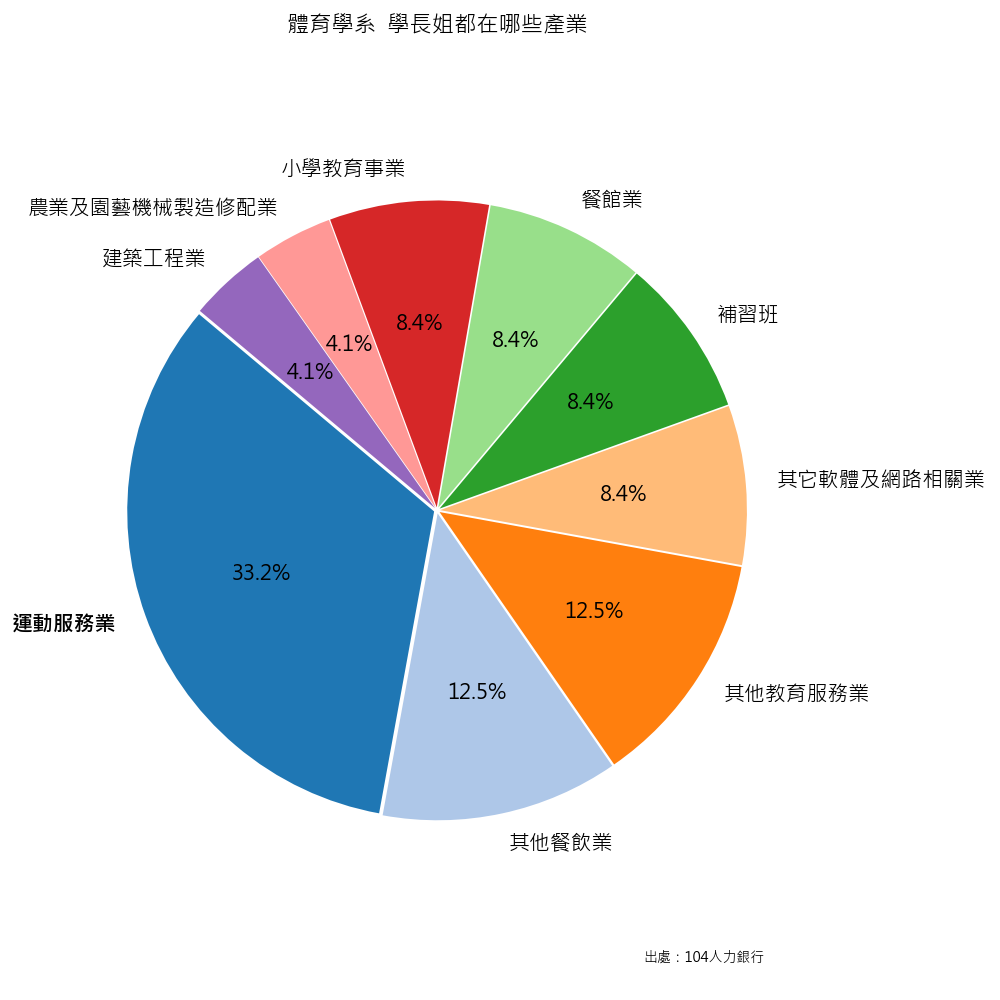 體育學系 學長姐都在哪些產業
小學教育事業
餐館業
農業及園藝機械製造修配業
建築工程業
補習班
8.4%
8.4%
4.1%
4.1%
8.4%
其它軟體及網路相關業
8.4%
33.2%
12.5%
運動服務業
12.5%
其他教育服務業
其他餐飲業
出處：104人力銀行